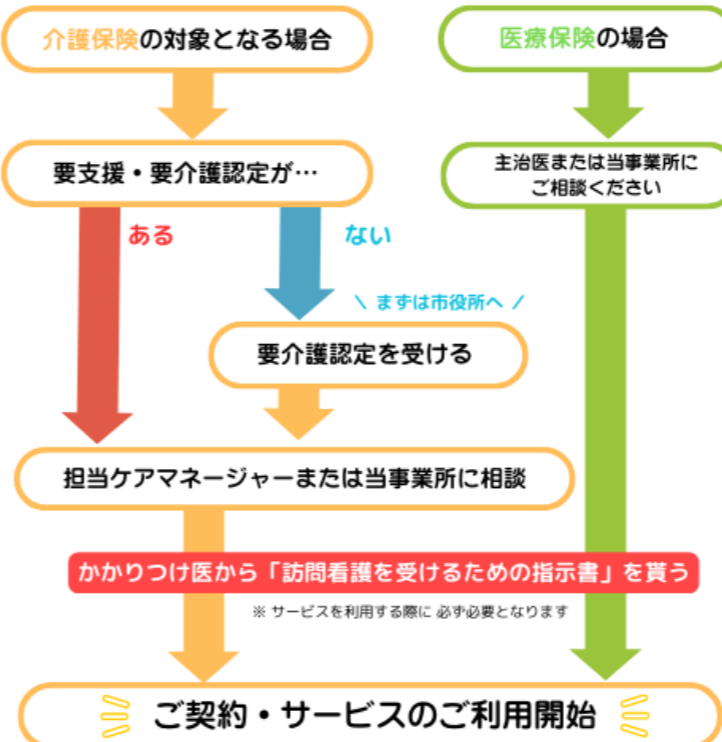 介護保険の対象となる場合
医療保険の場合
要支援・要介護認定が…
主治医または当事業所に
ご相談ください
ある
ない
\ まずは市役所へ /
要介護認定を受ける
担当ケアマネージャーまたは当事業所に相談
かかりつけ医から「訪問看護を受けるための指示書」を貰う
※ サービスを利用する際に 必ず必要となります
ご契約・サービスのご利用開始